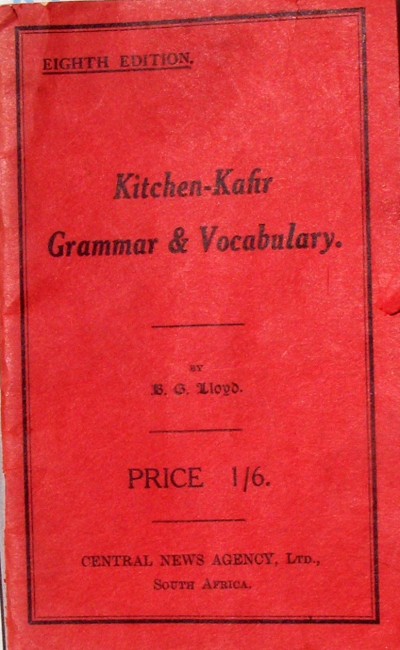 EIGHTH EDITION.
Kitchen-Kafir
Grammar & Vocabulary.
BY
B. G. Lloyd.
PRICE 1/6.
CENTRAL NEWS AGENCY, LTD.,
SOUTH AFRICA.